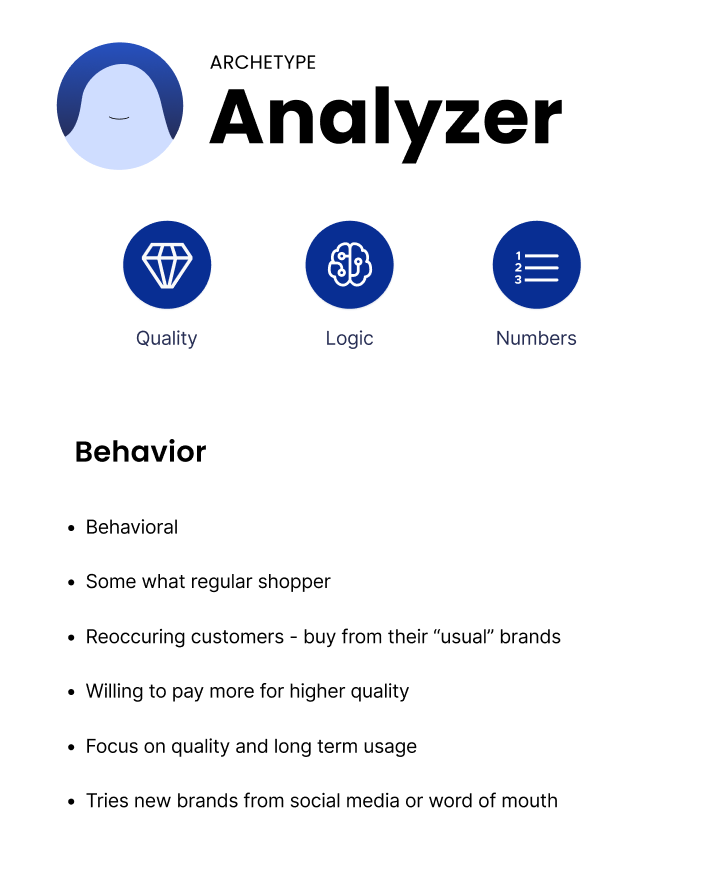 ARCHETYPE
Analyzer
1
2
3
Quality
Logic
Numbers
Behavior
• Behavioral
• Some what regular shopper
• Reoccuring customers - buy from their “usual” brands
• Willing to pay more for higher quality
• Focus on quality and long term usage
• Tries new brands from social media or word of mouth